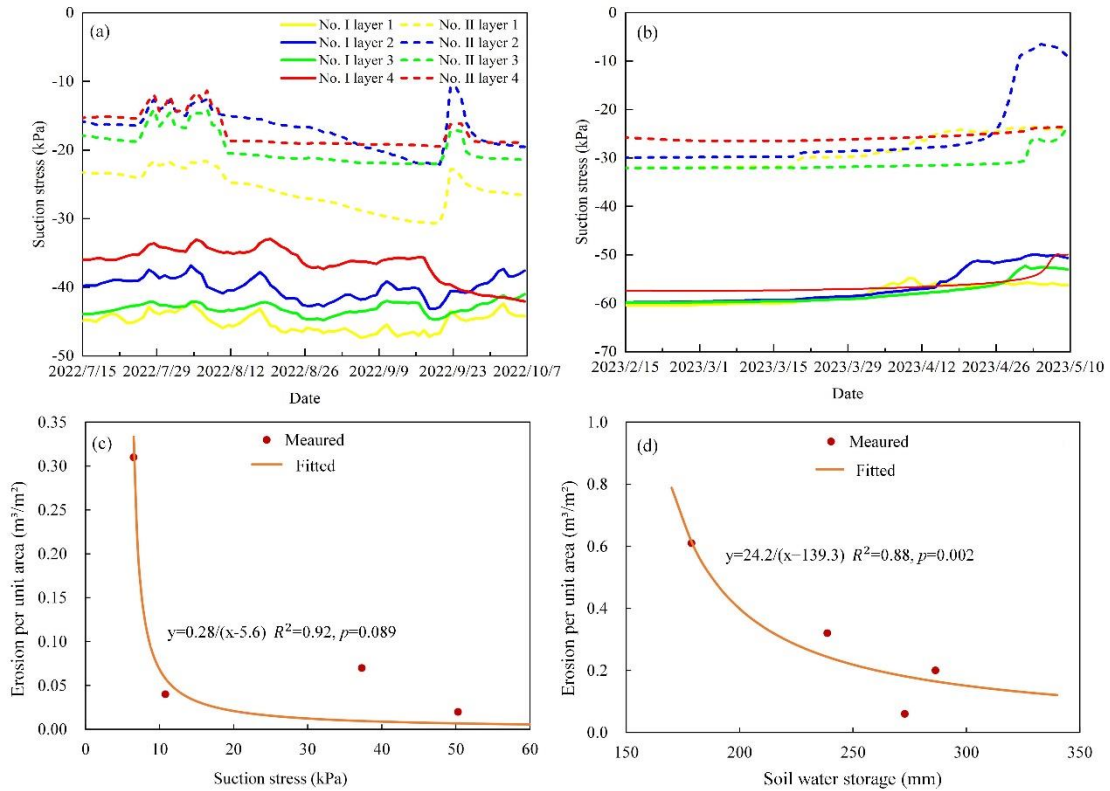 (a)
0
-10
-20
-30
-40
-50
Suction stress (kPa)
No. I layer 1 No. II layer 1
No. I layer 2 No. II layer 2
No. I layer 3 No. II layer 3
No. I layer 4 No. II layer 4
2022/7/15 2022/7/29 2022/8/12 2022/8/26 2022/9/9 2022/9/23 2022/10/7
Date
(b)
0
-10
-20
-30
-40
-50
-60
-70
Suction stress (kPa)
2023/2/15 2023/3/1 2023/3/15 2023/3/29 2023/4/12 2023/4/26 2023/5/10
Date
(c)
0.35
0.30
0.25
0.20
0.15
0.10
0.05
0.00
Erosion per unit area (m³/m²)
Meaured
Fitted
y=0.28/(x-5.6) R²=0.92, p=0.089
0 10 20 30 40 50 60
Suction stress (kPa)
(d)
1.0
0.8
0.6
0.4
0.2
0.0
Erosion per unit area (m³/m²)
Meaured
Fitted
y=24.2/(x−139.3) R²=0.88, p=0.002
150 200 250 300 350
Soil water storage (mm)